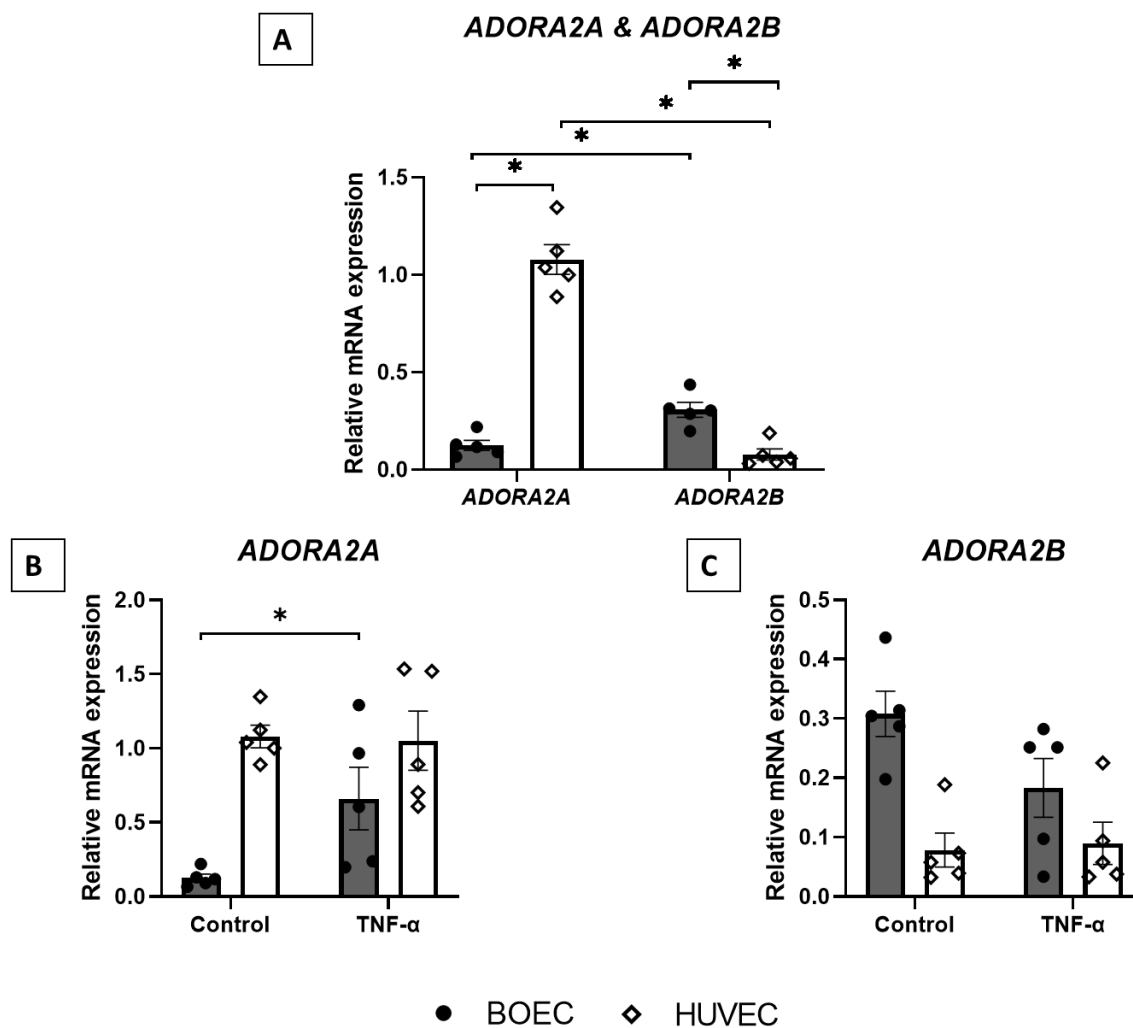 A
ADORA2A & ADORA2B
*
*
*
*
Relative mRNA expression
1.5
1.0
0.5
0.0
ADORA2A ADORA2B
B
ADORA2A
*
Relative mRNA expression
2.0
1.5
1.0
0.5
0.0
Control TNF-α
C
ADORA2B
Relative mRNA expression
0.5
0.4
0.3
0.2
0.1
0.0
Control TNF-α
BOEC HUVEC